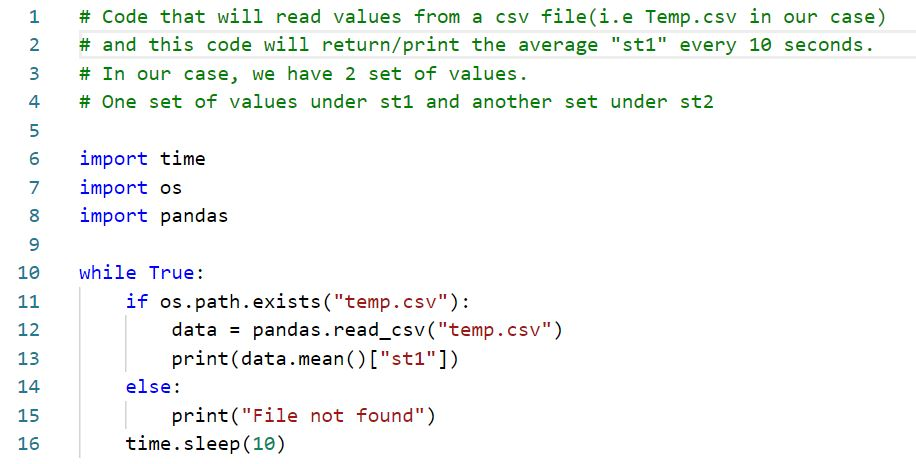 1 # Code that will read values from a csv file(i.e Temp.csv in our case)
2 # and this code will return/print the average "st1" every 10 seconds.
3 # In our case, we have 2 set of values.
4 # One set of values under st1 and another set under st2
5
6 import time
7 import os
8 import pandas
9
10 while True:
11     if os.path.exists("temp.csv"):
12         data = pandas.read_csv("temp.csv")
13         print(data.mean()["st1"])
14     else:
15         print("File not found")
16     time.sleep(10)